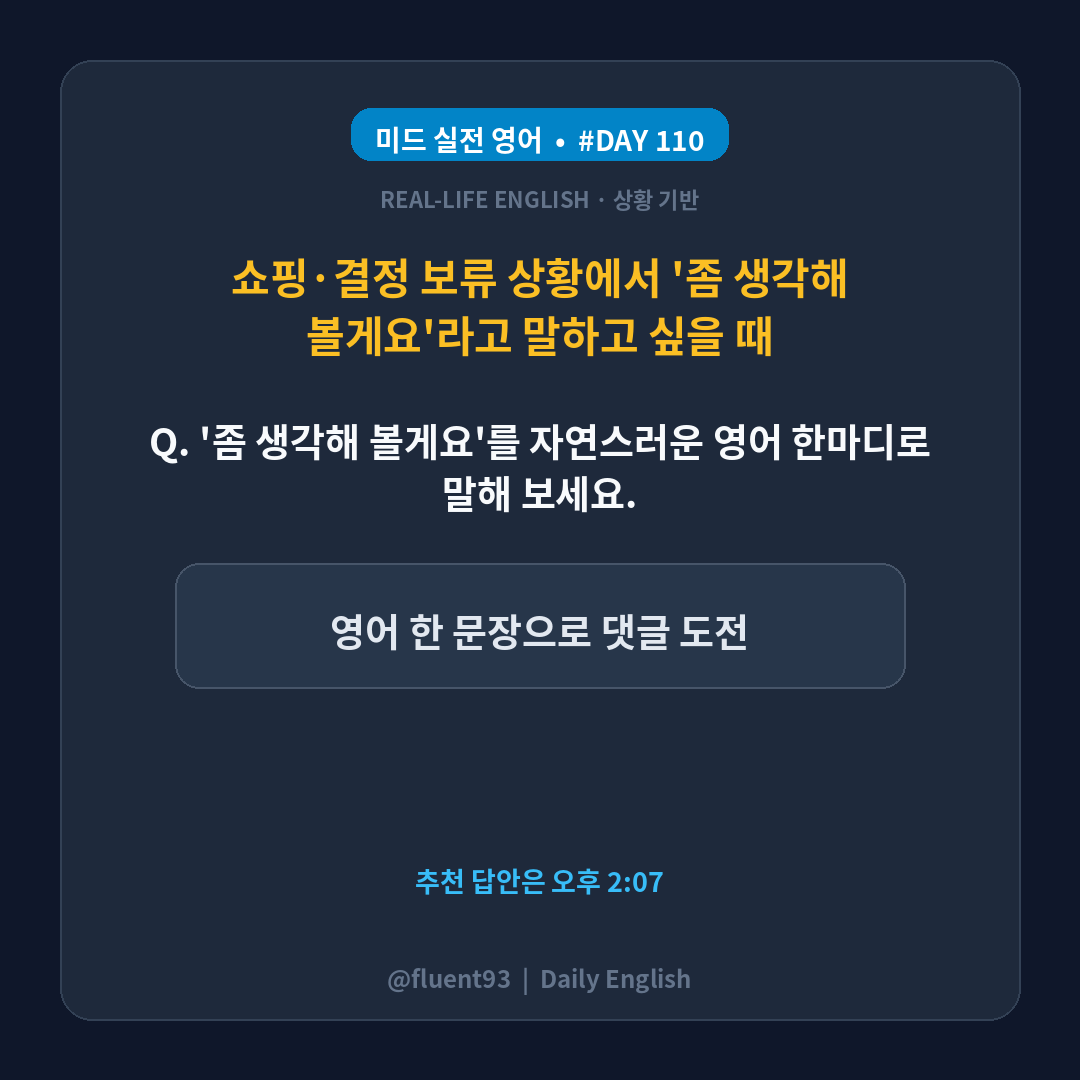 미드 실전 영어 • #DAY 110
REAL-LIFE ENGLISH · 상황 기반
쇼핑·결정 보류 상황에서 '좀 생각해
볼게요'라고 말하고 싶을 때
Q. '좀 생각해 볼게요'를 자연스러운 영어 한마디로
말해 보세요.
영어 한 문장으로 댓글 도전
추천 답안은 오후 2:07
@fluent93 | Daily English